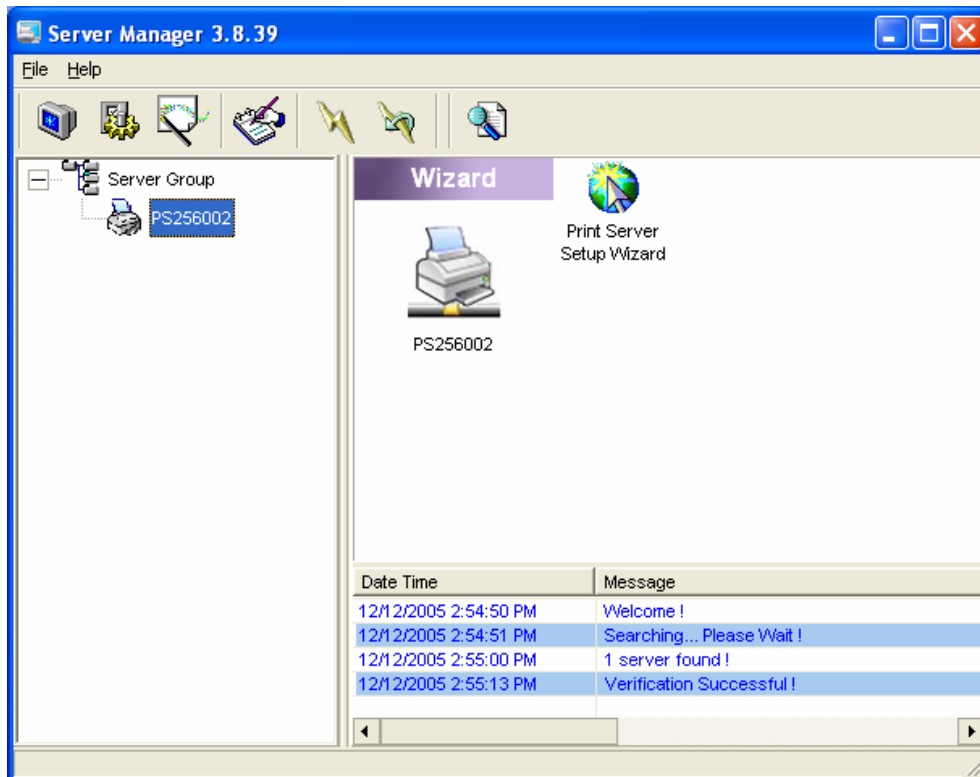 Server Manager 3.8.39
File Help
Server Group
PS256002
Wizard
Print Server
Setup Wizard
PS256002
Date Time Message
12/12/2005 2:54:50 PM Welcome !
12/12/2005 2:54:51 PM Searching... Please Wait !
12/12/2005 2:55:00 PM 1 server found !
12/12/2005 2:55:13 PM Verification Successful !